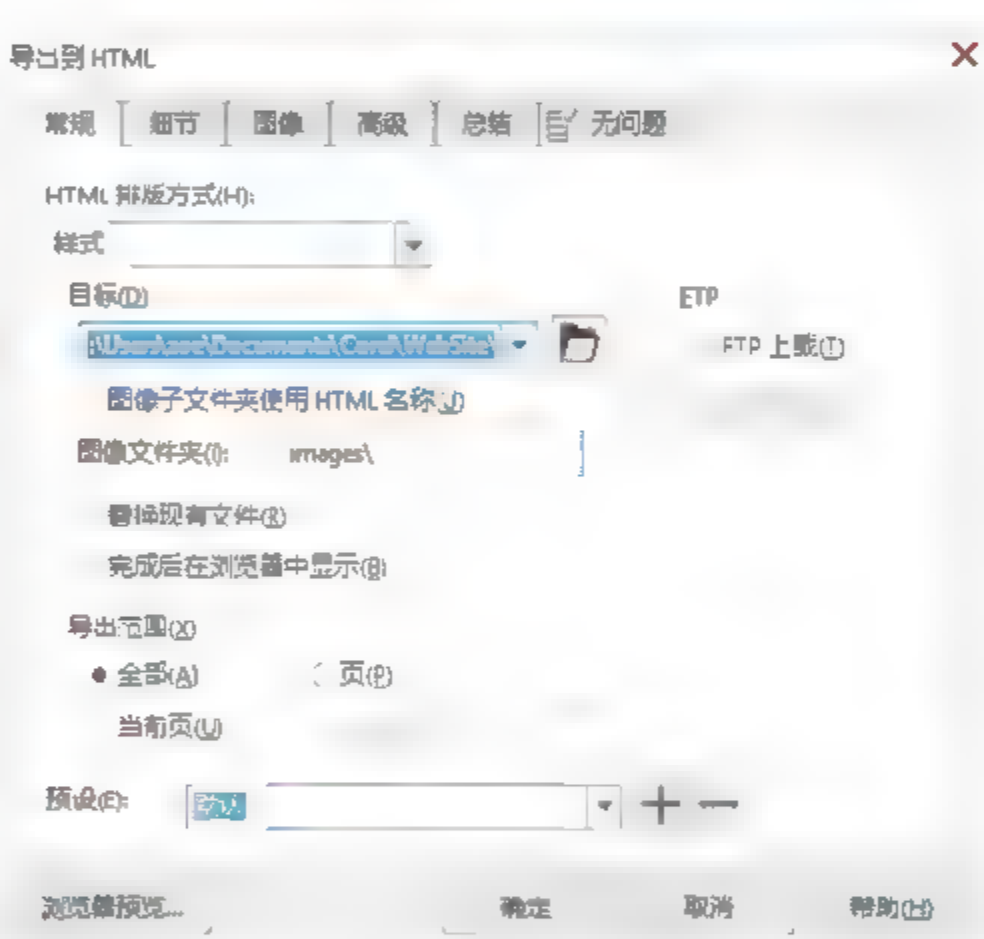 导出到 HTML
常规 细节 图像 高级 总结 无问题
HTML 排版方式(H):
样式
目标(D) FTP
FTP 上载(T)
图像子文件夹使用 HTML 名称(J)
图像文件夹(I): images\
替换现有文件(R)
完成后在浏览器中显示(B)
导出范围(X)
全部(A) 页(P)
当前页(U)
预设(E): 默认
浏览器预览... 确定 取消 帮助(H)